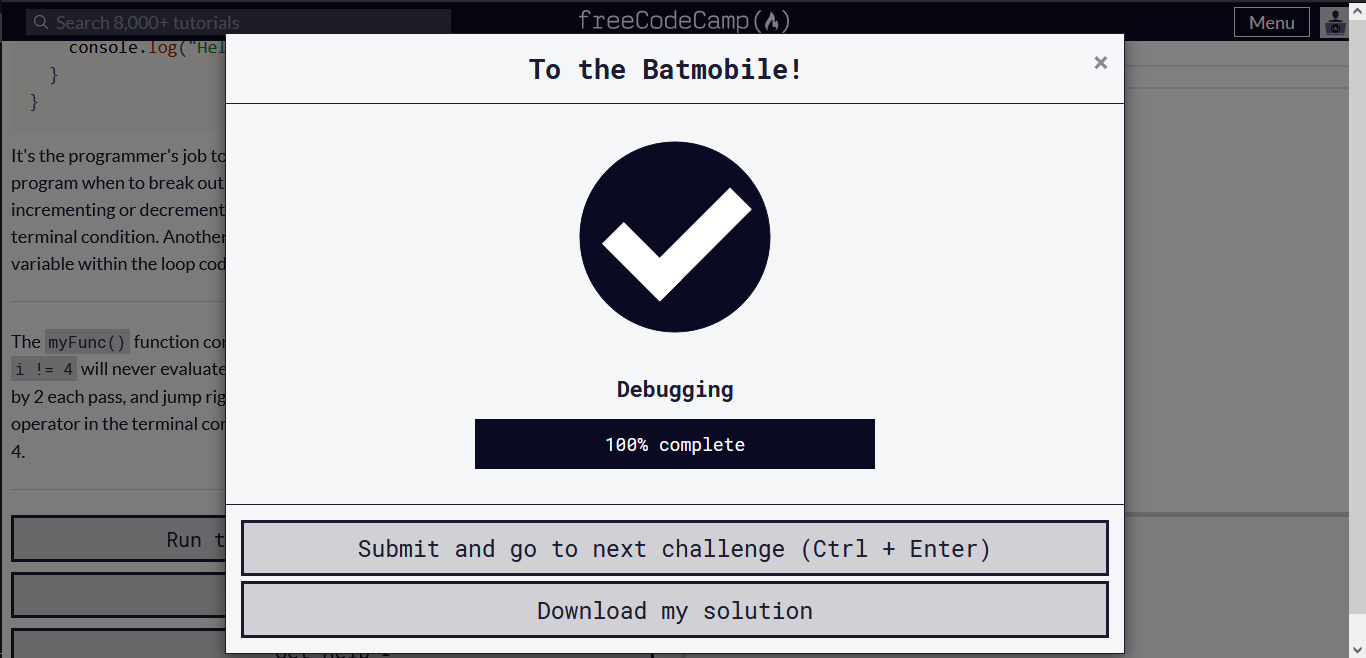 Search 8,000+ tutorials
freeCodeCamp
Menu
console.log("Hel
}
}
It's the programmer's job to
program when to break out
incrementing or decrement
terminal condition. Another
variable within the loop cod
The myFunc() function con
i != 4 will never evaluate
by 2 each pass, and jump rig
operator in the terminal con
4.
Run t
To the Batmobile!
×
Debugging
100% complete
Submit and go to next challenge (Ctrl + Enter)
Download my solution